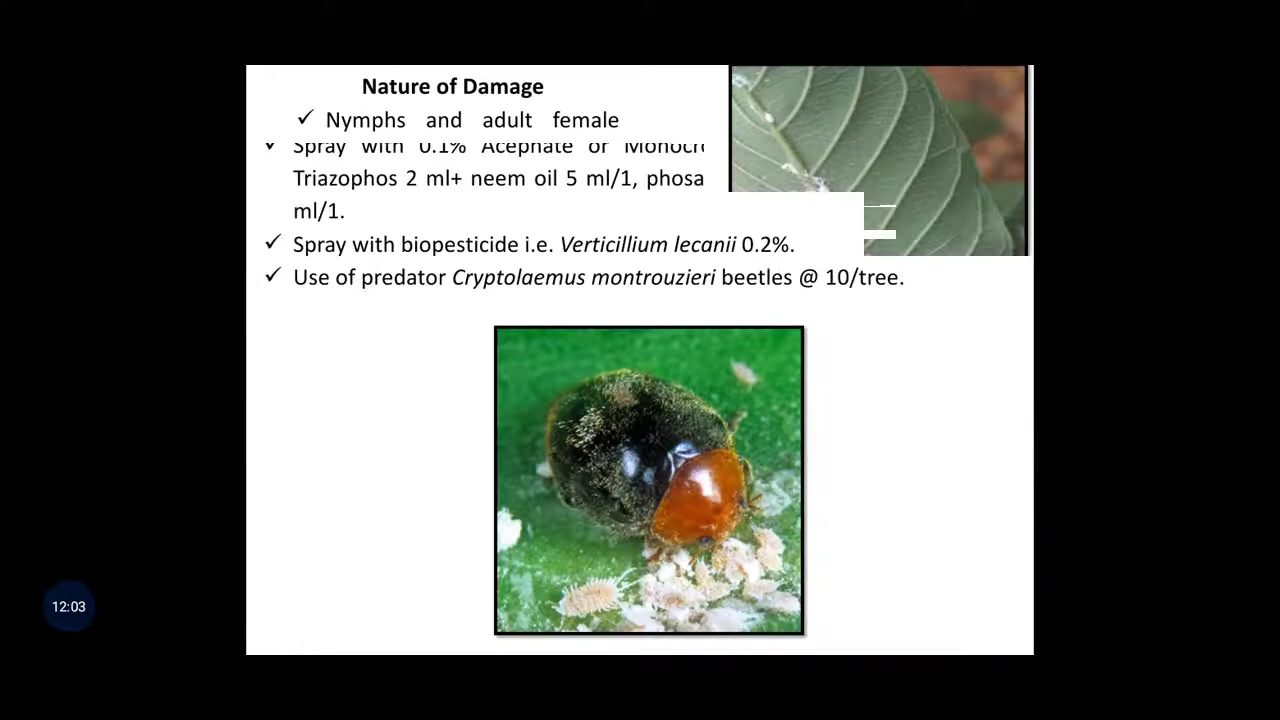 Nature of Damage
✓ Nymphs and adult female
✓ Spray with 0.1% Acephate or
Triazophos 2 ml+ neem oil 5 ml/1,
ml/1.
✓ Spray with biopesticide i.e. Verticillium lecanii 0.2%.
✓ Use of predator Cryptolaemus montrouzieri beetles @ 10/tree.
12:03